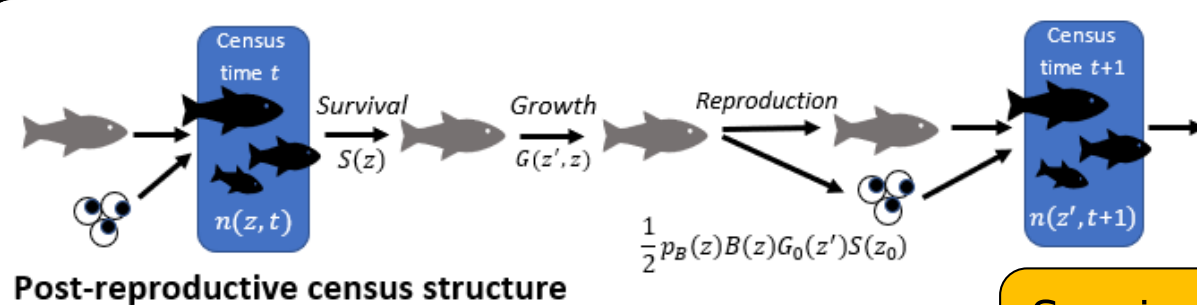 Census
time t
n(z, t)
Survival
S(z)
Growth
G(z′, z)
Reproduction
1/2 p_B(z)B(z)G_0(z′)S(z_0)
Census
time t+1
n(z′, t+1)
Post-reproductive census structure